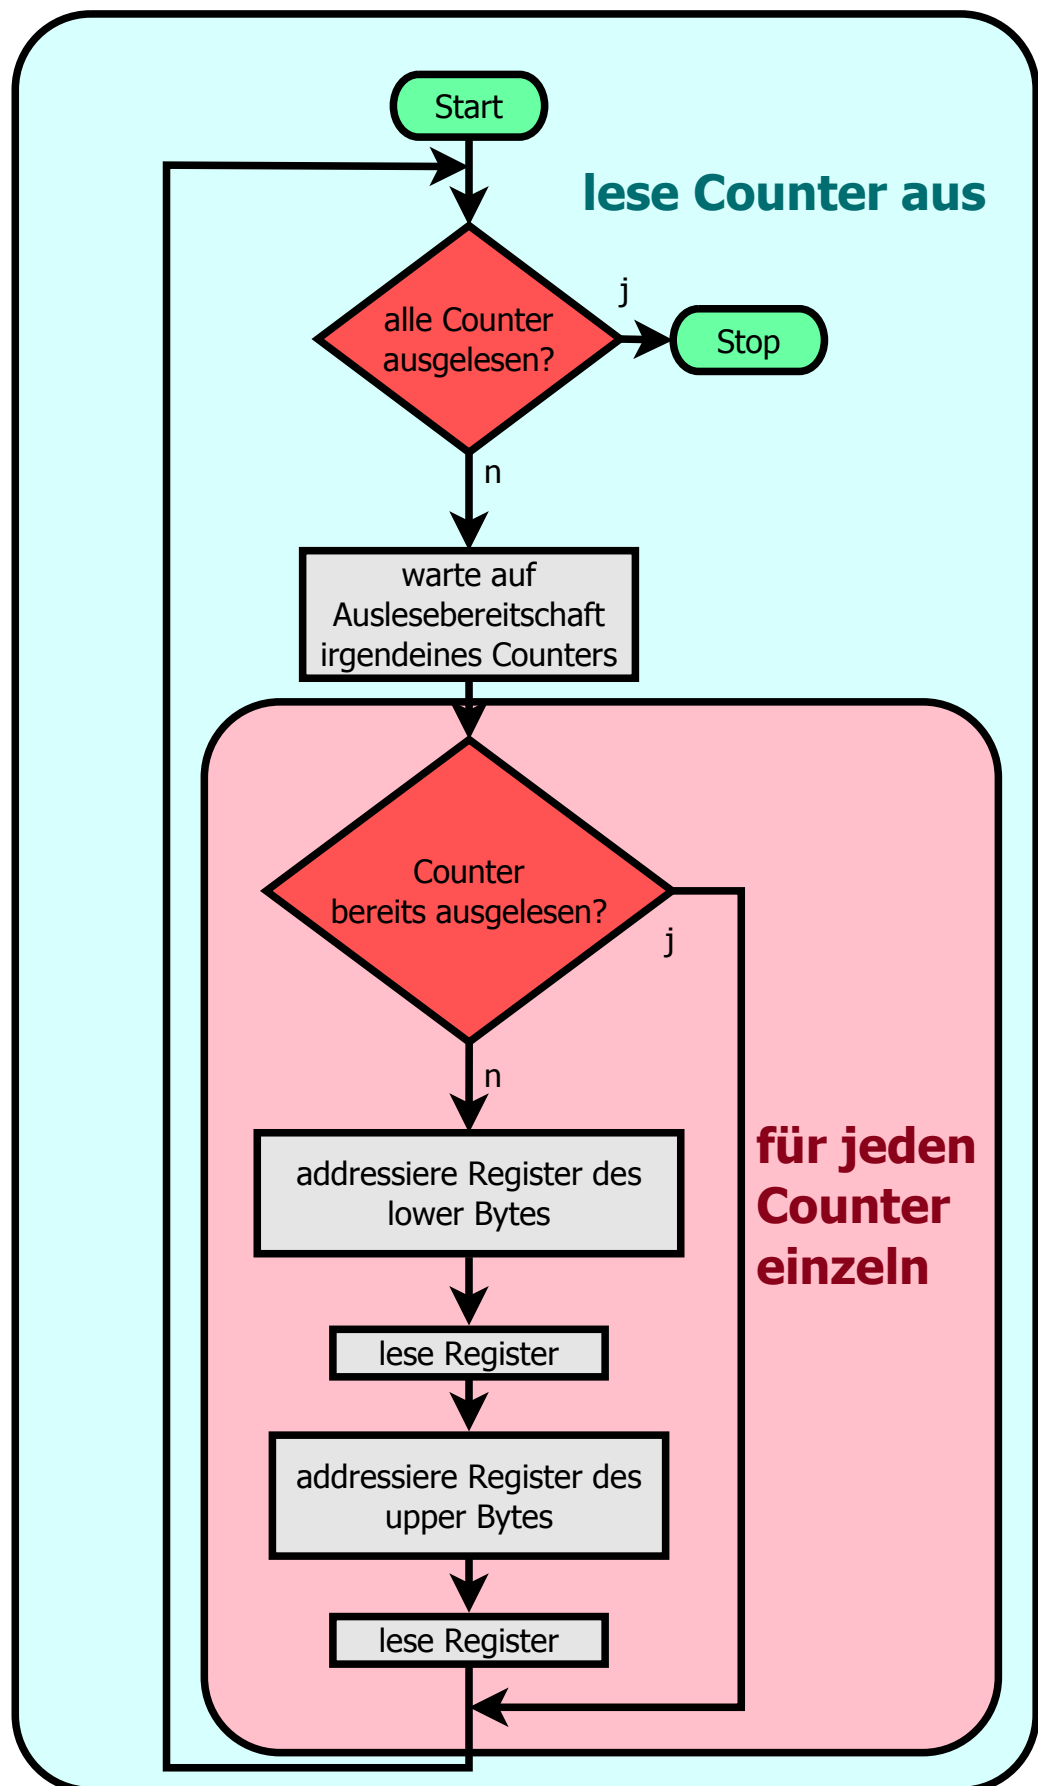 Start
lese Counter aus
alle Counter
ausgelesen?
j
Stop
n
warte auf
Auslesebereitschaft
irgendeines Counters
Counter
bereits ausgelesen?
j
n
addressiere Register des
lower Bytes
für jeden
Counter
einzeln
lese Register
addressiere Register des
upper Bytes
lese Register